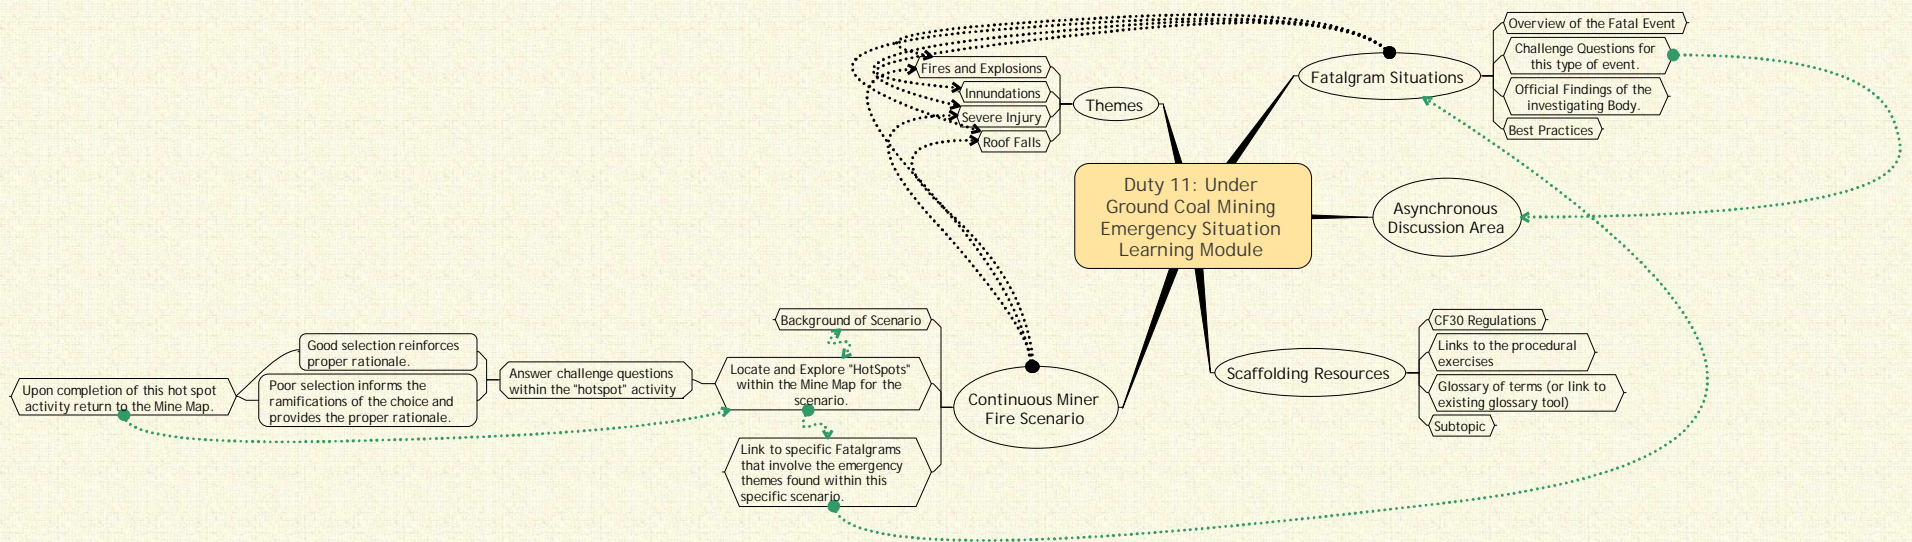 Duty 11: Under
Ground Coal Mining
Emergency Situation
Learning Module
Themes
Fires and Explosions
Innundations
Severe Injury
Roof Falls
Fatalgram Situations
Overview of the Fatal Event
Challenge Questions for
this type of event.
Official Findings of the
investigating Body.
Best Practices
Asynchronous
Discussion Area
Scaffolding Resources
CF30 Regulations
Links to the procedural
exercises
Glossary of terms (or link to
existing glossary tool)
Subtopic
Continuous Miner
Fire Scenario
Background of Scenario
Locate and Explore "HotSpots"
within the Mine Map for the
scenario.
Answer challenge questions
within the "hotspot" activity
Good selection reinforces
proper rationale.
Poor selection informs the
ramifications of the choice and
provides the proper rationale.
Upon completion of this hot spot
activity return to the Mine Map.
Link to specific Fatalgrams
that involve the emergency
themes found within this
specific scenario.